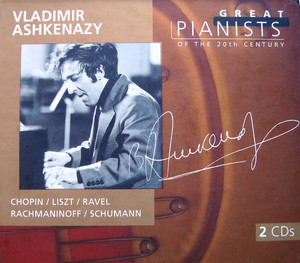 VLADIMIR
ASHKENAZY
GREAT
PIANISTS
OF THE 20TH CENTURY
CHOPIN / LISZT / RAVEL
RACHMANINOFF / SCHUMANN
2 CDs